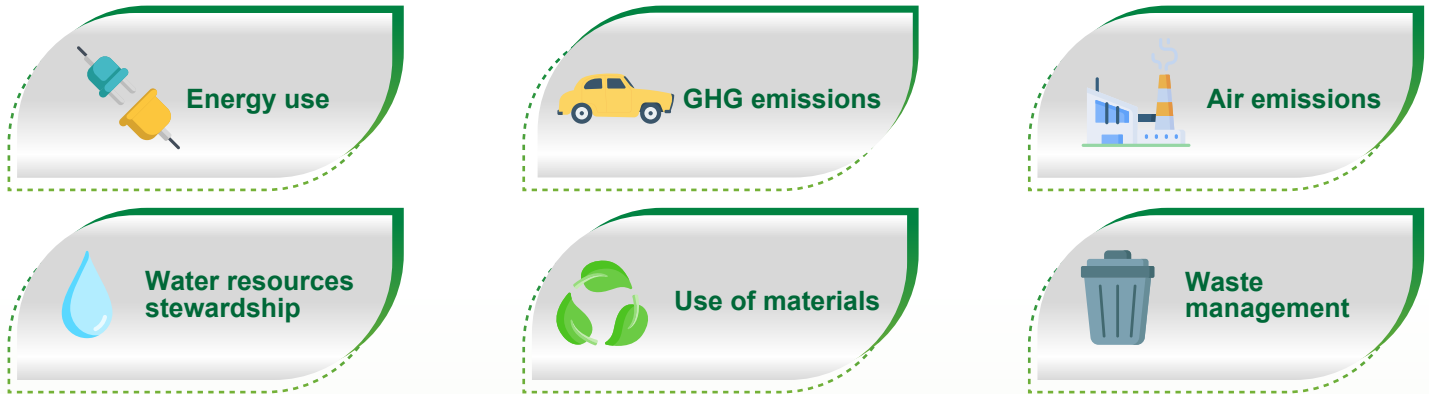 Energy use
GHG emissions
Air emissions
Water resources
stewardship
Use of materials
Waste
management